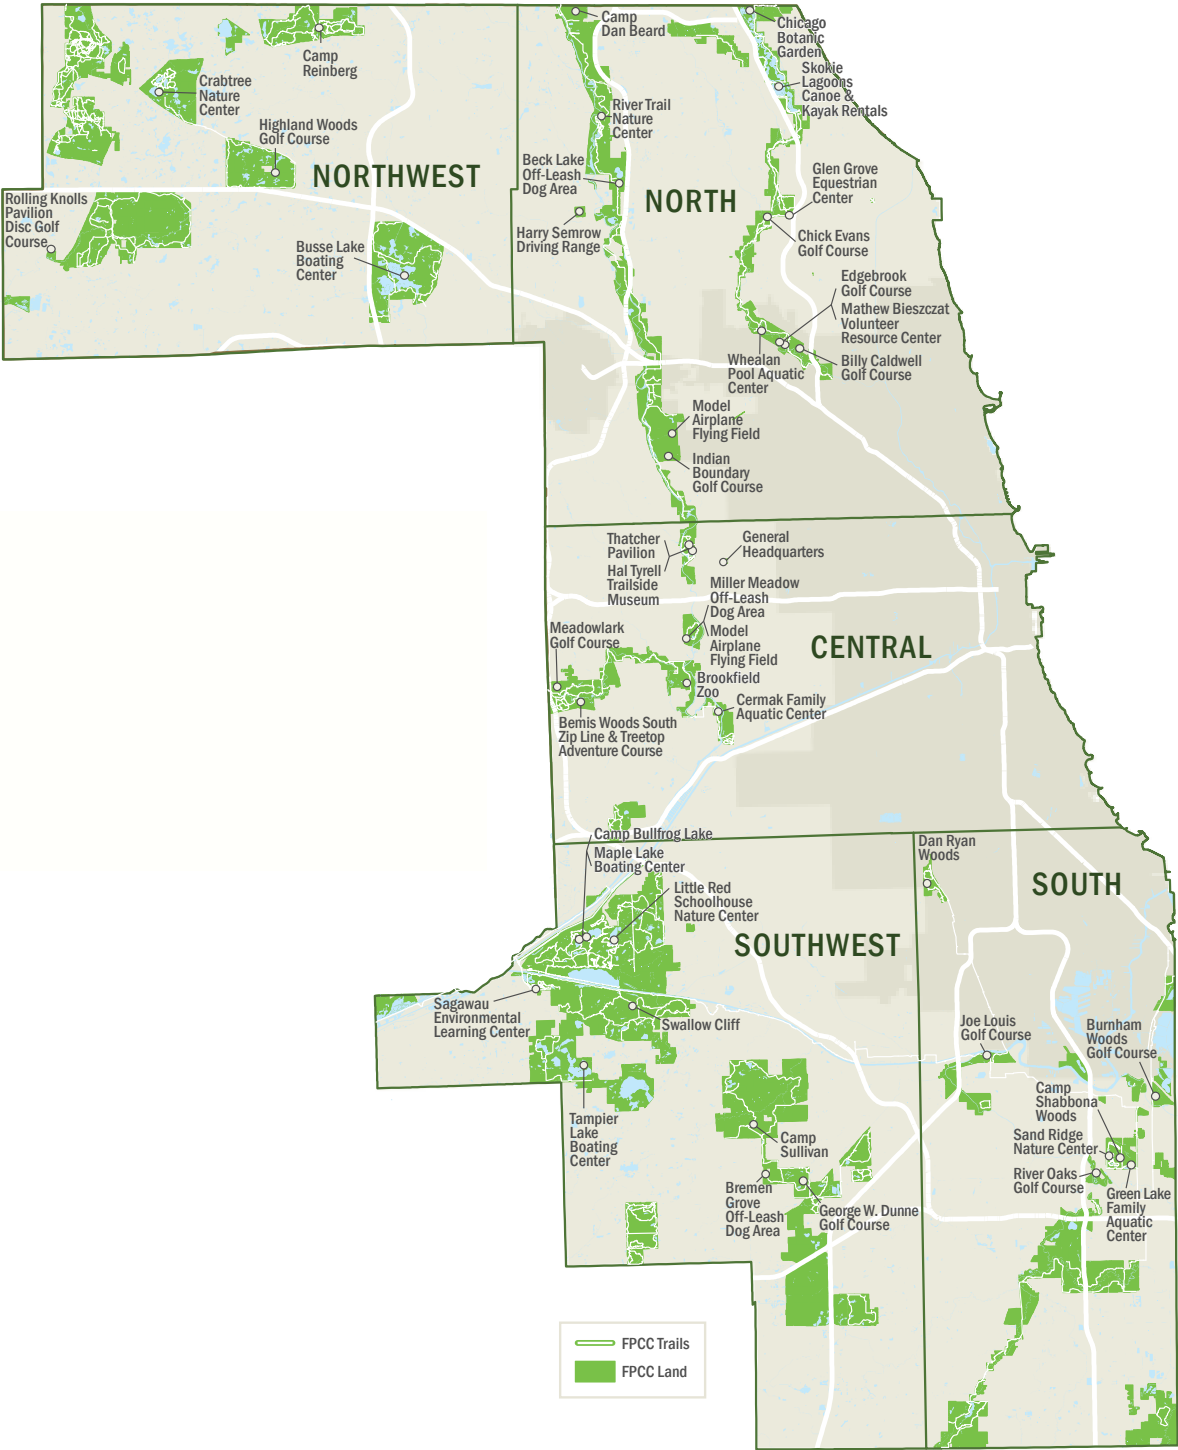 Camp
Dan Beard
Chicago
Botanic
Garden
Camp
Reinberg
Skokie
Lagoons
Canoe &
Kayak Rentals
Crabtree
Nature
Center
River Trail
Nature
Center
Highland Woods
Golf Course
NORTHWEST
Beck Lake
Off-Leash
Dog Area
NORTH
Glen Grove
Equestrian
Center
Rolling Knolls
Pavilion
Disc Golf
Course
Harry Semrow
Driving Range
Chick Evans
Golf Course
Busse Lake
Boating
Center
Edgebrook
Golf Course
Mathew Bieszczat
Volunteer
Resource Center
Whealan
Pool Aquatic
Center
Billy Caldwell
Golf Course
Model
Airplane
Flying Field
Indian
Boundary
Golf Course
Thatcher
Pavilion
General
Headquarters
Hal Tyrell
Trailside
Museum
Miller Meadow
Off-Leash
Dog Area
Meadowlark
Golf Course
Model
Airplane
Flying Field
CENTRAL
Brookfield
Zoo
Cermak Family
Aquatic Center
Bemis Woods South
Zip Line & Treetop
Adventure Course
Camp Bullfrog Lake
Maple Lake
Boating Center
Dan Ryan
Woods
Little Red
Schoolhouse
Nature Center
SOUTH
SOUTHWEST
Sagawau
Environmental
Learning Center
Swallow Cliff
Joe Louis
Golf Course
Burnham
Woods
Golf Course
Tampier
Lake
Boating
Center
Camp
Shabbona
Woods
Camp
Sullivan
Sand Ridge
Nature Center
River Oaks
Golf Course
Bremen
Grove
Off-Leash
Dog Area
George W. Dunne
Golf Course
Green Lake
Family
Aquatic
Center
FPCC Trails
FPCC Land